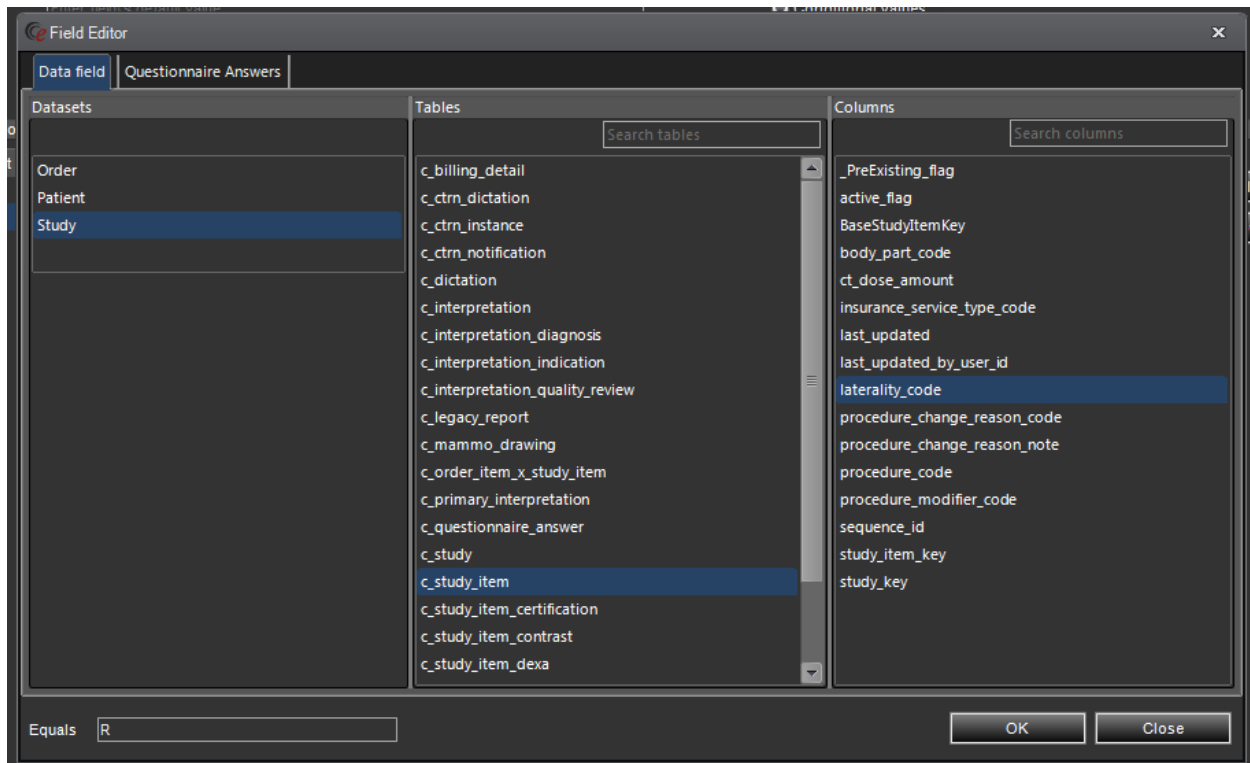 Field Editor
Data field
Questionnaire Answers
Datasets
Order
Patient
Study
Tables
Search tables
c_billing_detail
c_ctrn_dictation
c_ctrn_instance
c_ctrn_notification
c_dictation
c_interpretation
c_interpretation_diagnosis
c_interpretation_indication
c_interpretation_quality_review
c_legacy_report
c_mammo_drawing
c_order_item_x_study_item
c_primary_interpretation
c_questionnaire_answer
c_study
c_study_item
c_study_item_certification
c_study_item_contrast
c_study_item_dexa
Columns
Search columns
_PreExisting_flag
active_flag
BaseStudyItemKey
body_part_code
ct_dose_amount
insurance_service_type_code
last_updated
last_updated_by_user_id
laterality_code
procedure_change_reason_code
procedure_change_reason_note
procedure_code
procedure_modifier_code
sequence_id
study_item_key
study_key
Equals R
OK
Close